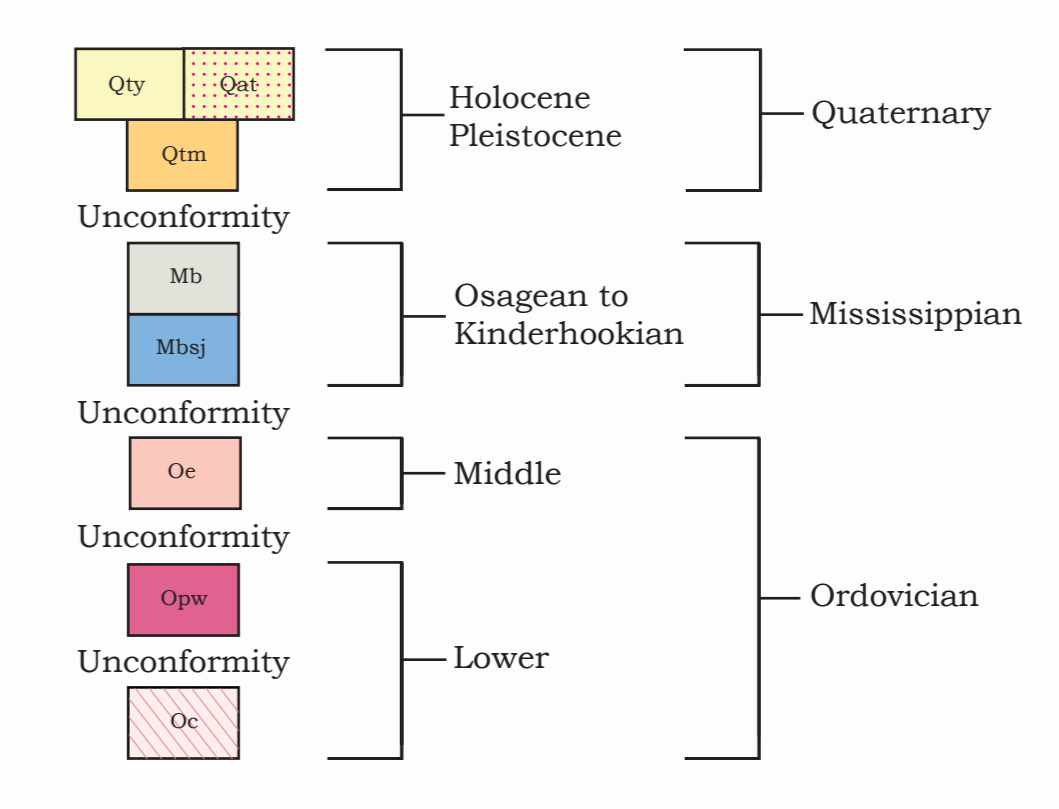 Qty
Qat
Qtm
Holocene
Pleistocene
Quaternary
Unconformity
Mb
Mbsj
Osagean to
Kinderhookian
Mississippian
Unconformity
Oe
Middle
Unconformity
Opw
Unconformity
Oc
Lower
Ordovician